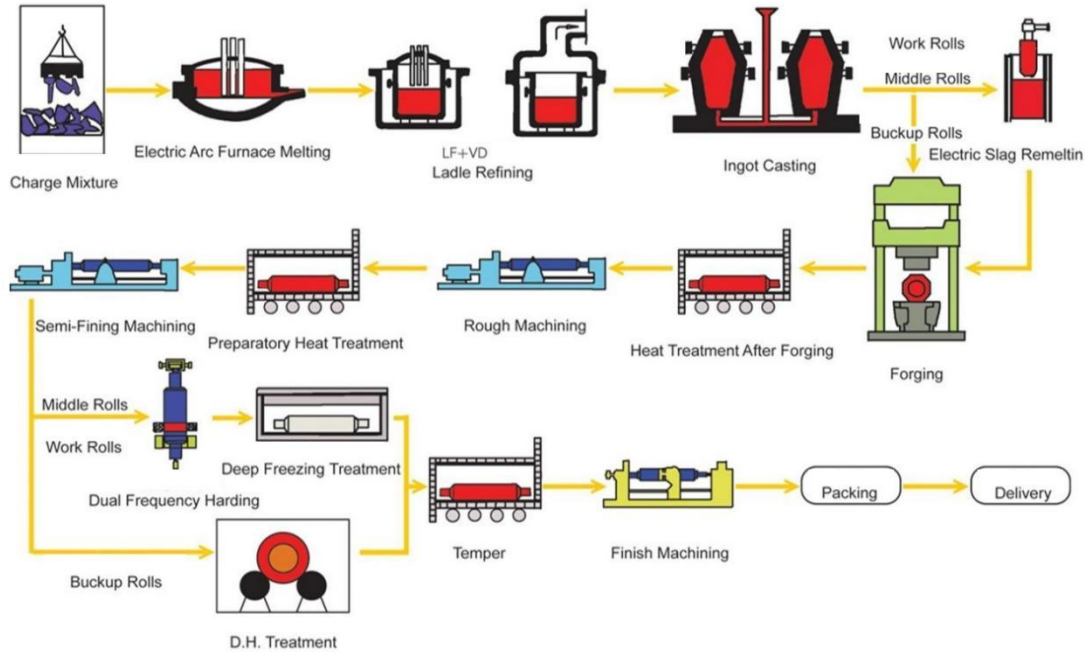 Charge Mixture
Electric Arc Furnace Melting
LF+VD
Ladle Refining
Ingot Casting
Work Rolls
Middle Rolls
Buckup Rolls
Electric Slag Remeltin
Forging
Heat Treatment After Forging
Rough Machining
Preparatory Heat Treatment
Semi-Fining Machining
Middle Rolls
Work Rolls
Dual Frequency Harding
Deep Freezing Treatment
Buckup Rolls
D.H. Treatment
Temper
Finish Machining
Packing
Delivery